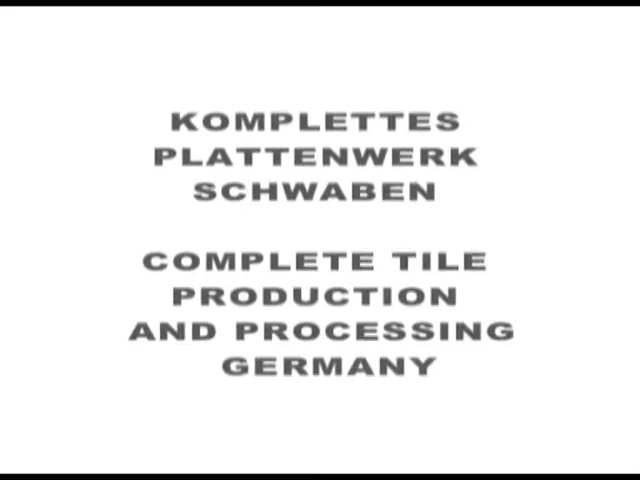 KOMPLETTES
PLATTENWERK
SCHWABEN
COMPLETE TILE
PRODUCTION
AND PROCESSING
GERMANY